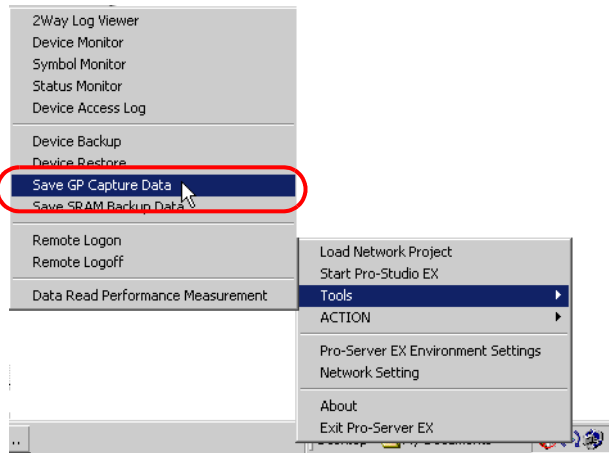 2Way Log Viewer
Device Monitor
Symbol Monitor
Status Monitor
Device Access Log
Device Backup
Device Restore
Save GP Capture Data
Save SRAM Backup Data
Remote Logon
Remote Logoff
Data Read Performance Measurement
Load Network Project
Start Pro-Studio EX
Tools
ACTION
Pro-Server EX Environment Settings
Network Setting
About
Exit Pro-Server EX
..